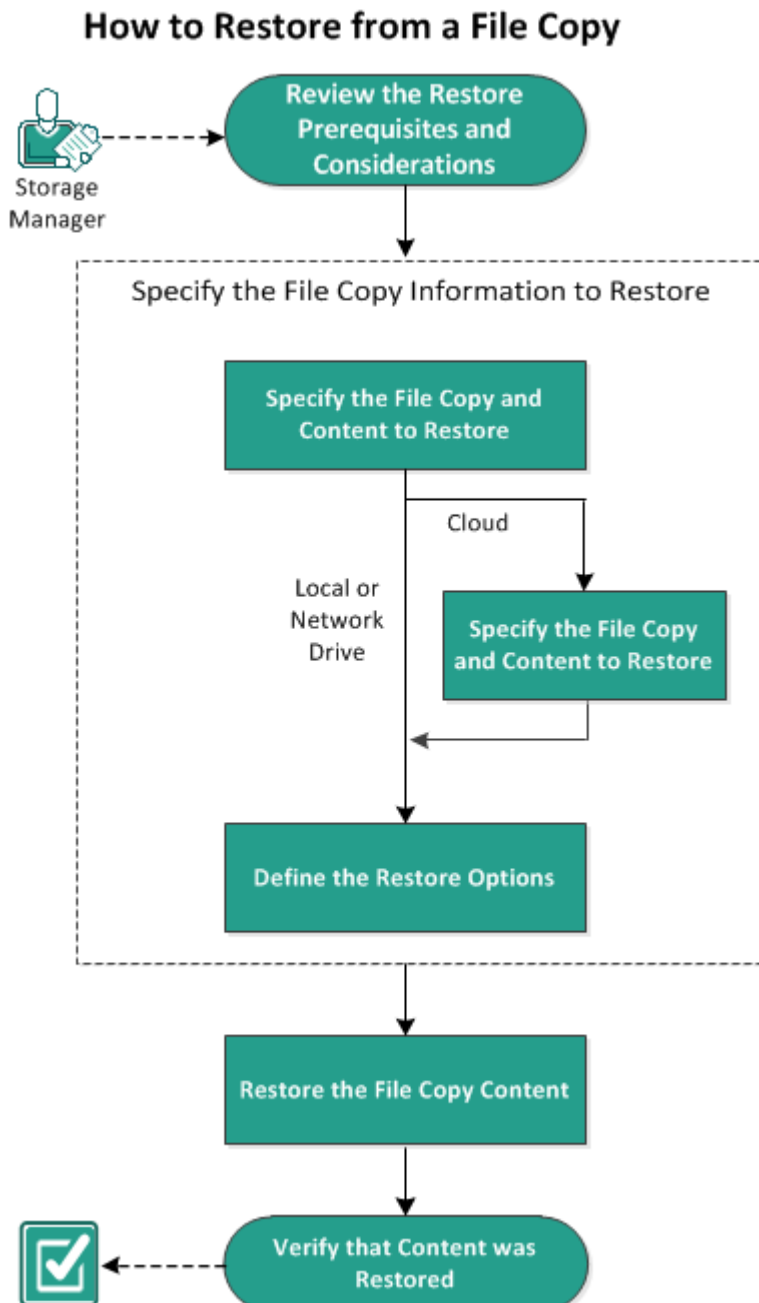 How to Restore from a File Copy
Review the Restore
Prerequisites and
Considerations
Storage
Manager
Specify the File Copy Information to Restore
Specify the File Copy and
Content to Restore
Cloud
Local or
Network
Drive
Specify the File Copy
and Content to Restore
Define the Restore Options
Restore the File Copy Content
Verify that Content was
Restored